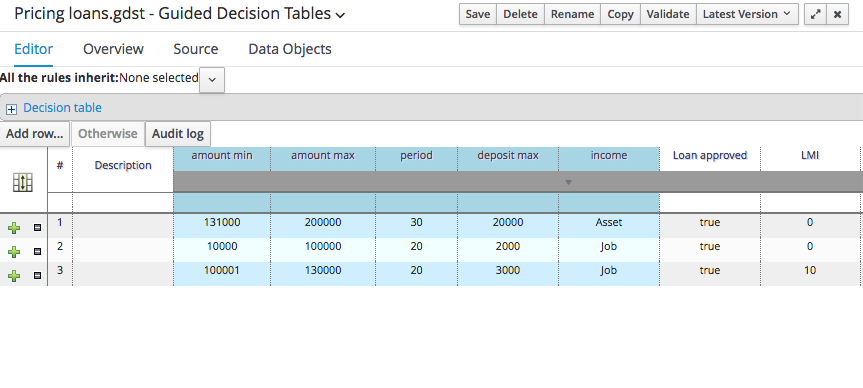 Pricing loans.gdst - Guided Decision Tables
Save Delete Rename Copy Validate Latest Version
Editor Overview Source Data Objects
All the rules inherit:None selected
Decision table
Add row... Otherwise Audit log
# Description amount min amount max period deposit max income Loan approved LMI
1 131000 200000 30 20000 Asset true 0
2 10000 100000 20 2000 Job true 0
3 100001 130000 20 3000 Job true 10